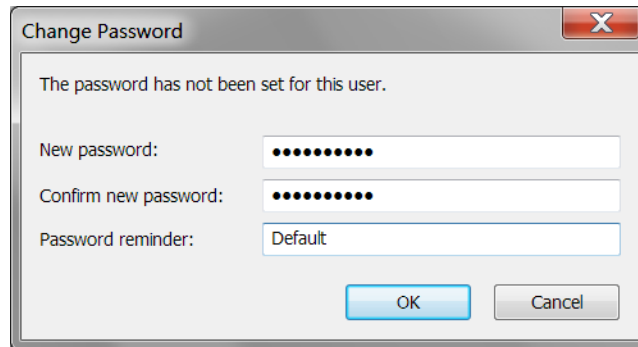 Change Password
The password has not been set for this user.
New password: ●●●●●●●●●●
Confirm new password: ●●●●●●●●●●
Password reminder: Default
OK Cancel